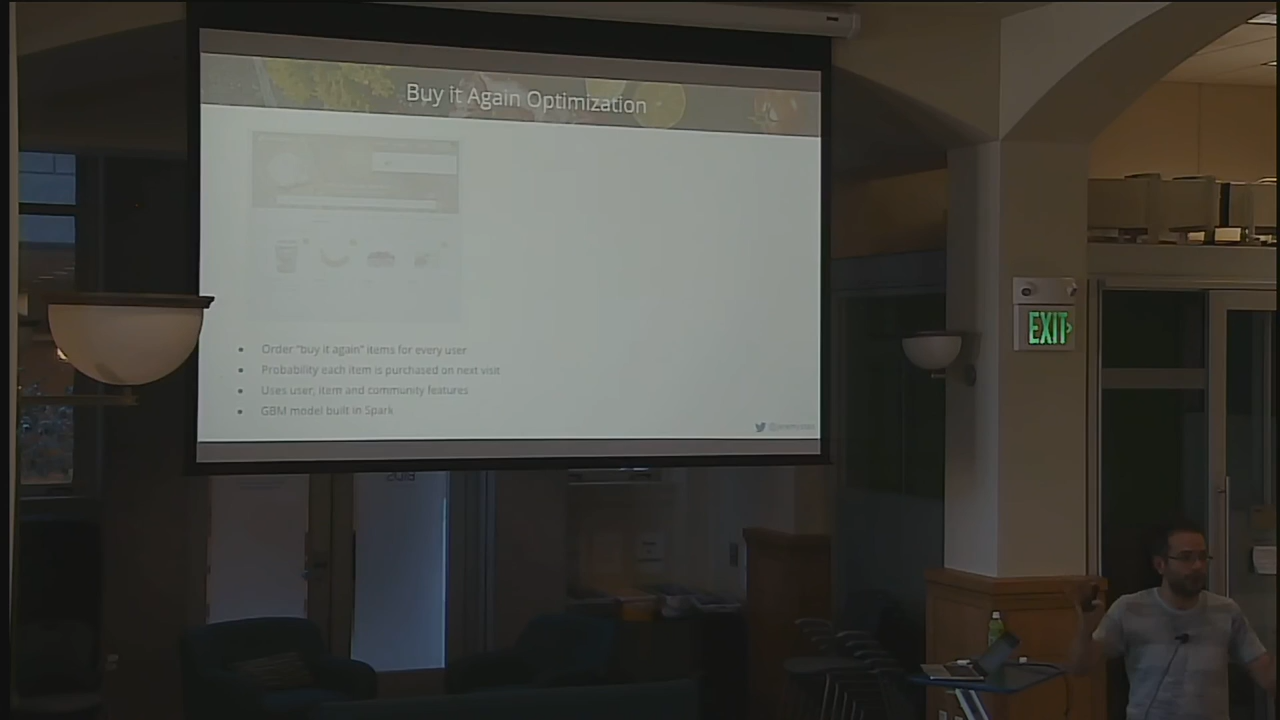 Buy it Again Optimization
Order "buy it again" items for every user
Probability each item is purchased on next visit
Uses user, item and community features
GBM model built in Spark
EXIT